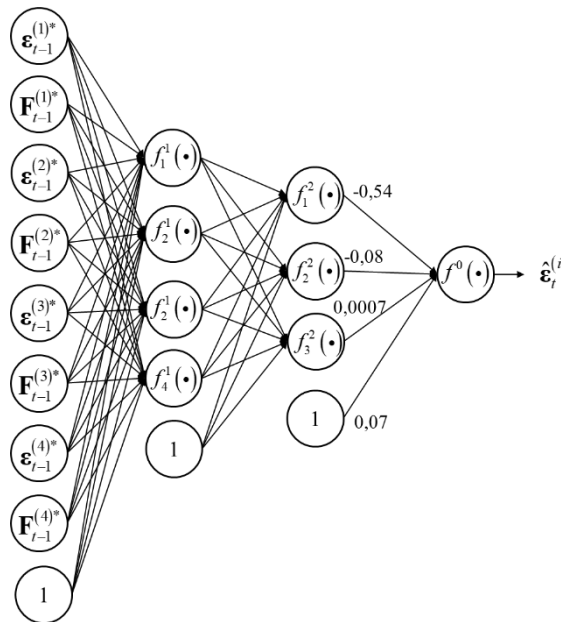 ε_{t-1}^{(1)*}
F_{t-1}^{(1)*}
ε_{t-1}^{(2)*}
F_{t-1}^{(2)*}
ε_{t-1}^{(3)*}
F_{t-1}^{(3)*}
ε_{t-1}^{(4)*}
F_{t-1}^{(4)*}
1
f_1^1(•)
f_2^1(•)
f_2^1(•)
f_4^1(•)
1
f_1^2(•)
f_2^2(•)
f_3^2(•)
1
-0,54
-0,08
0,0007
0,07
f^0(•)
ε̂_t^{(i